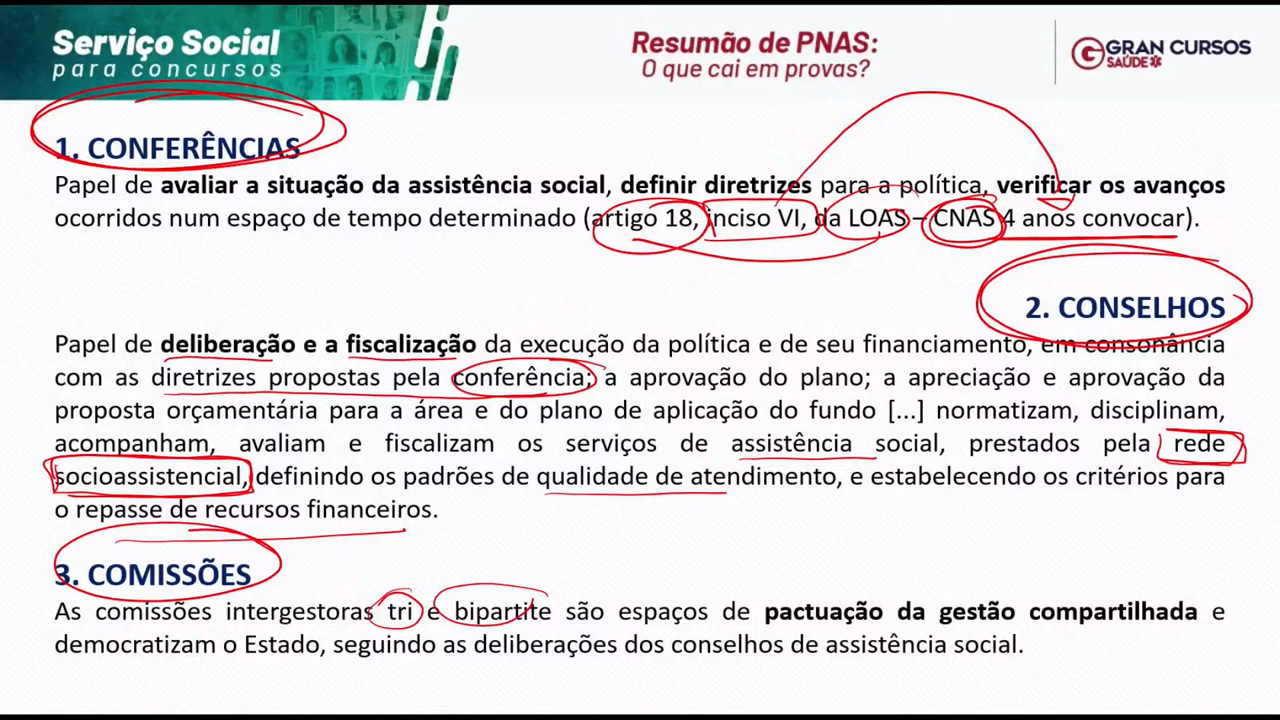 Serviço Social
para concursos
Resumão de PNAS:
O que cai em provas?
GRAN CURSOS
SAÚDE
1. CONFERÊNCIAS
Papel de avaliar a situação da assistência social, definir diretrizes para a política, verificar os avanços
ocorridos num espaço de tempo determinado (artigo 18, inciso VI, da LOAS – CNAS 4 anos convocar).
2. CONSELHOS
Papel de deliberação e a fiscalização da execução da política e de seu financiamento, em consonância
com as diretrizes propostas pela conferência; a aprovação do plano; a apreciação e aprovação da
proposta orçamentária para a área e do plano de aplicação do fundo [...] normatizam, disciplinam,
acompanham, avaliam e fiscalizam os serviços de assistência social, prestados pela rede
socioassistencial, definindo os padrões de qualidade de atendimento, e estabelecendo os critérios para
o repasse de recursos financeiros.
3. COMISSÕES
As comissões intergestoras tri e bipartite são espaços de pactuação da gestão compartilhada e
democratizam o Estado, seguindo as deliberações dos conselhos de assistência social.